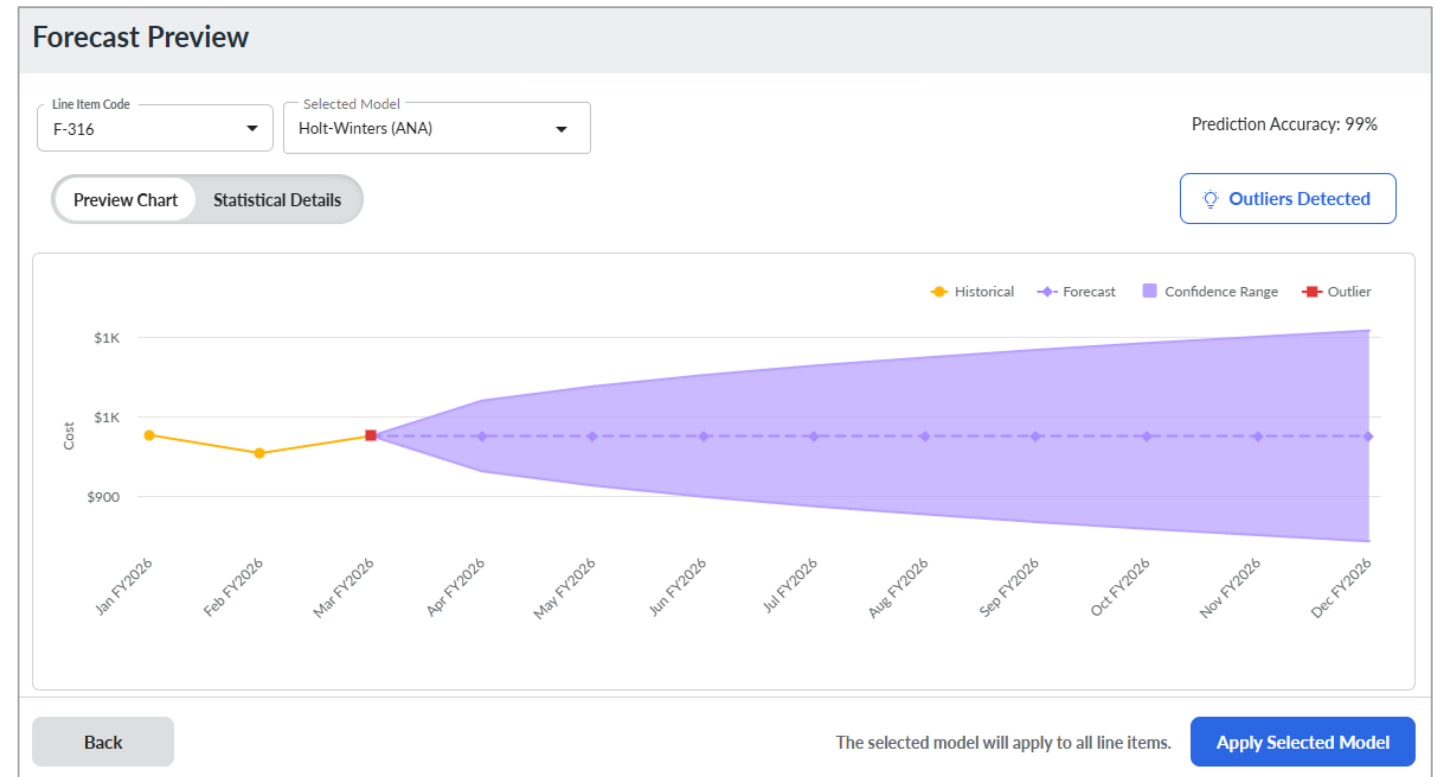 Forecast Preview
Line Item Code
F-316
Selected Model
Holt-Winters (ANA)
Prediction Accuracy: 99%
Preview Chart
Statistical Details
Outliers Detected
Historical
Forecast
Confidence Range
Outlier
Cost
$1K
$1K
$900
Jan FY2026
Feb FY2026
Mar FY2026
Apr FY2026
May FY2026
Jun FY2026
Jul FY2026
Aug FY2026
Sep FY2026
Oct FY2026
Nov FY2026
Dec FY2026
Back
The selected model will apply to all line items.
Apply Selected Model